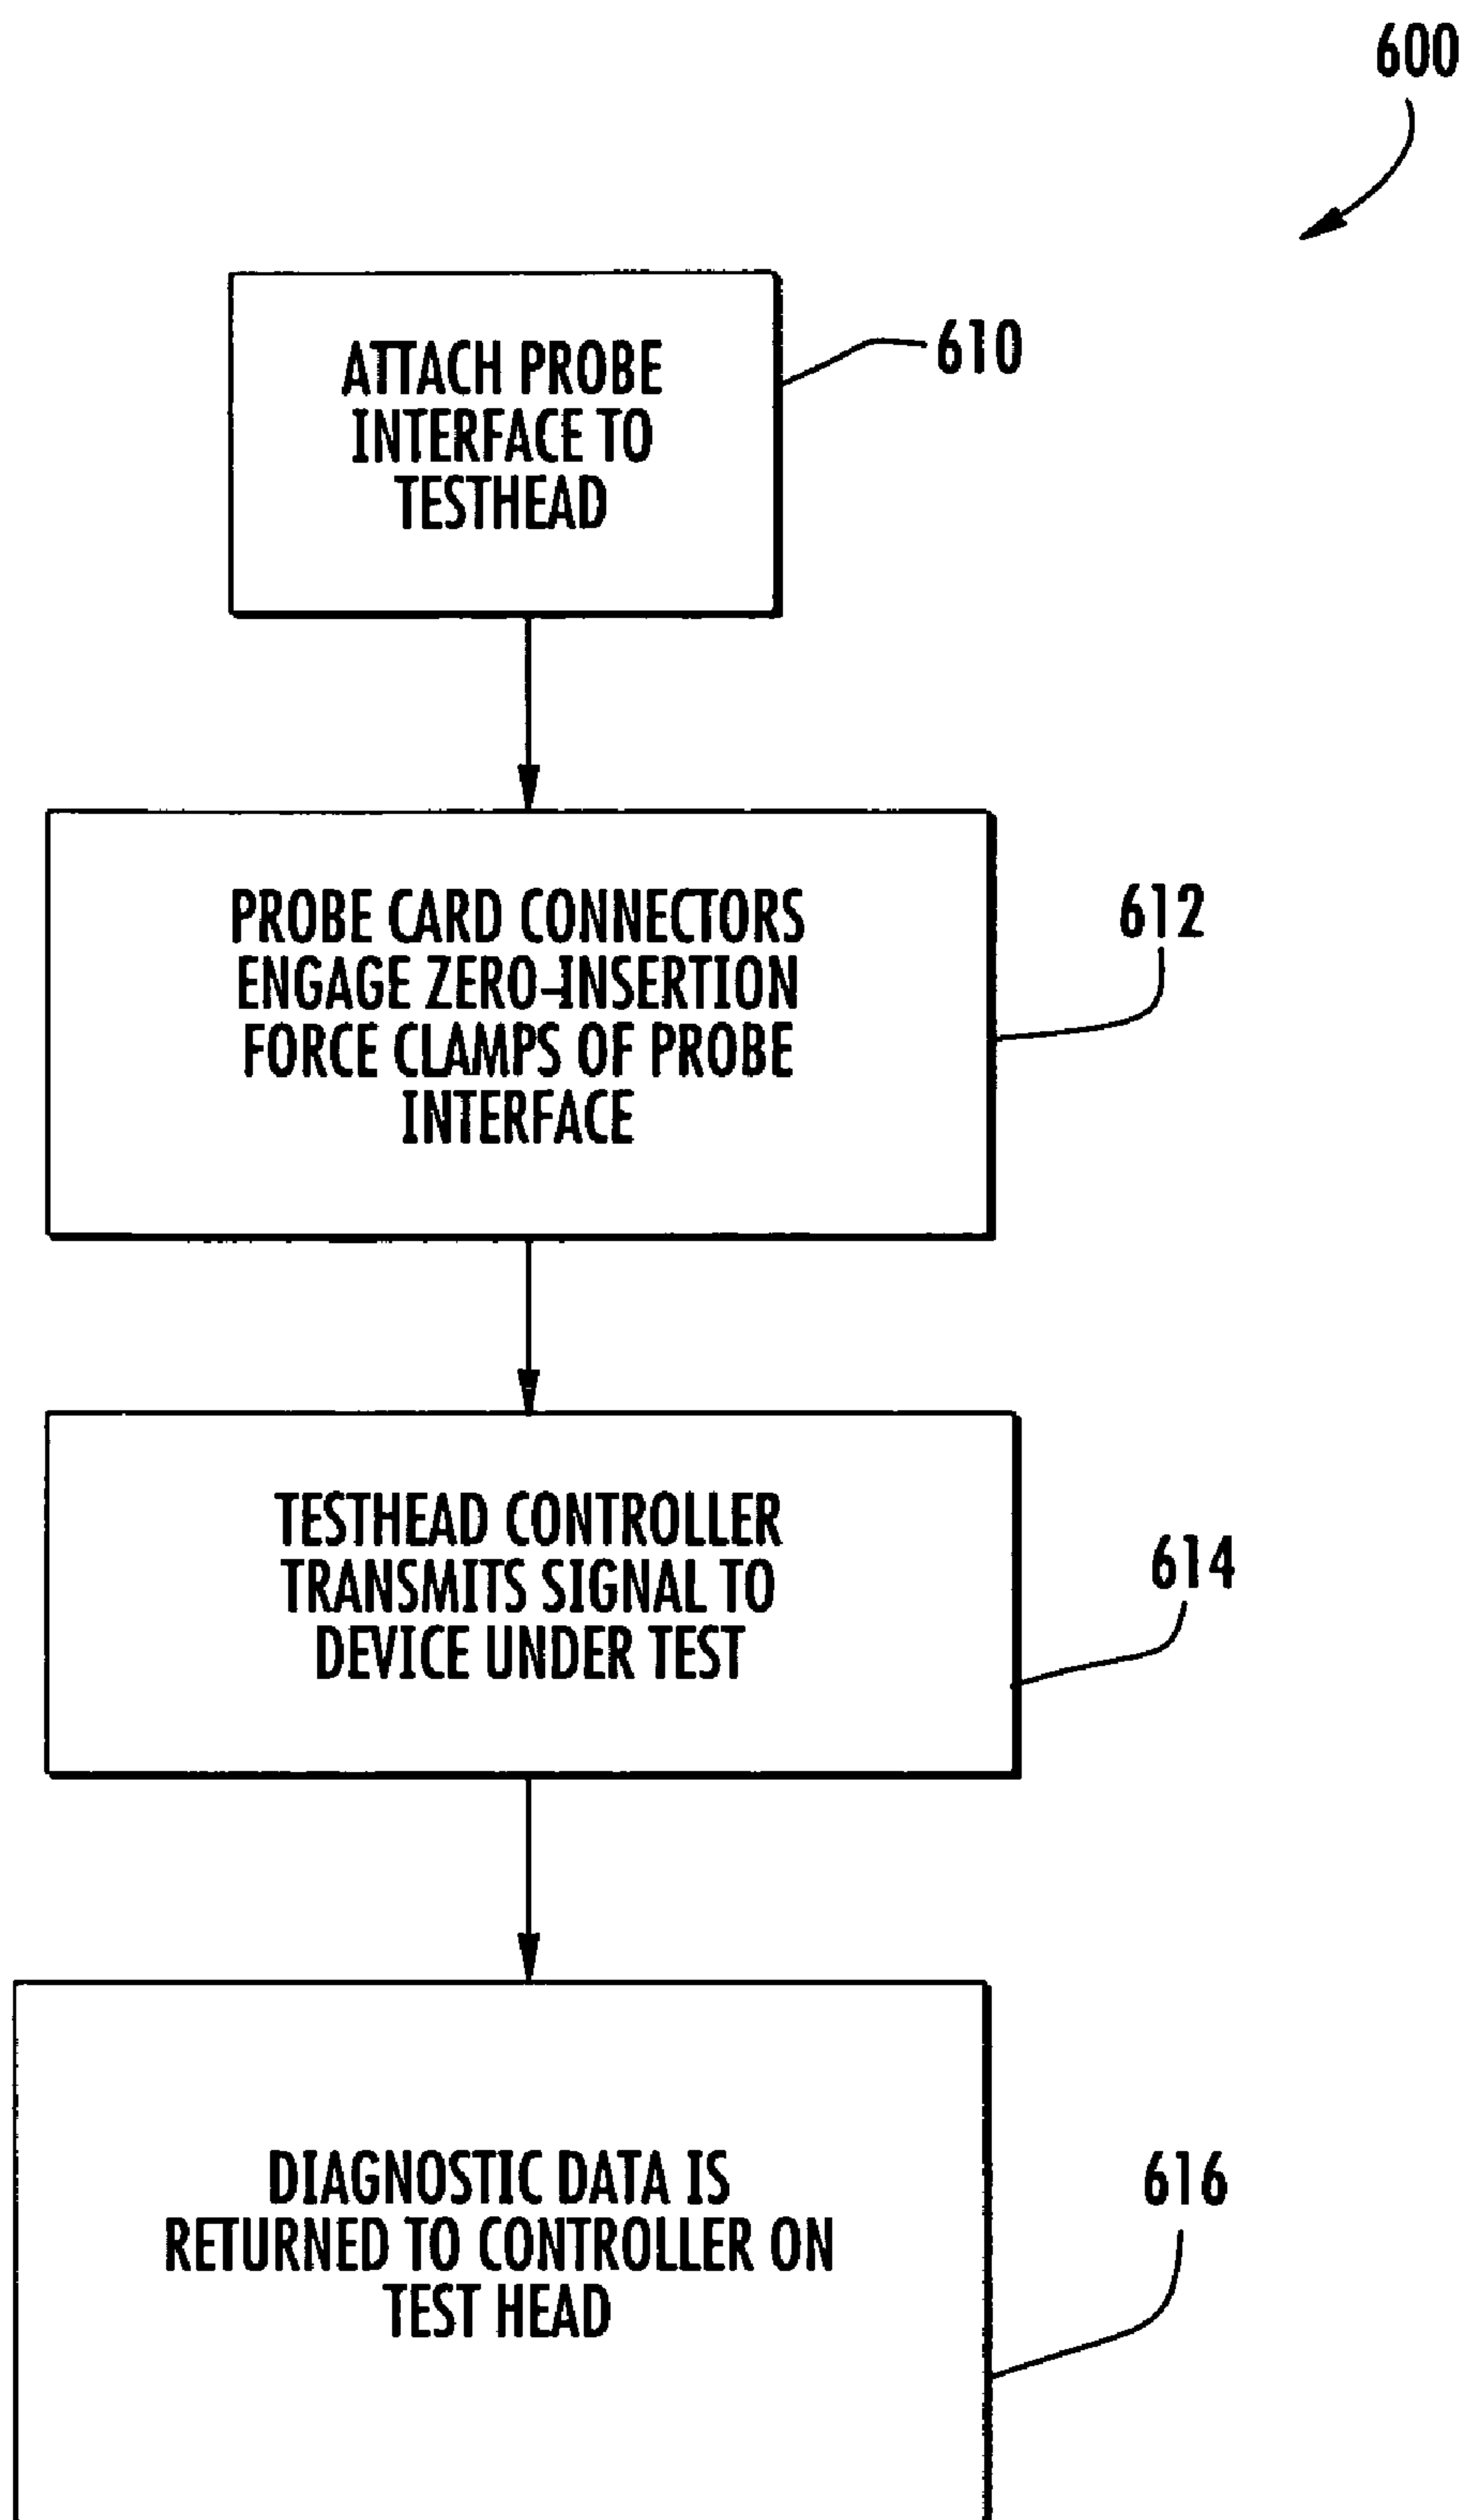 600
ATTACH PROBE
INTERFACE TO
TESTHEAD
610
PROBE CARD CONNECTORS
ENGAGE ZERO-INSERTION
FORCE CLAMPS OF PROBE
INTERFACE
612
TESTHEAD CONTROLLER
TRANSMITS SIGNAL TO
DEVICE UNDER TEST
614
DIAGNOSTIC DATA IS
RETURNED TO CONTROLLER ON
TEST HEAD
616